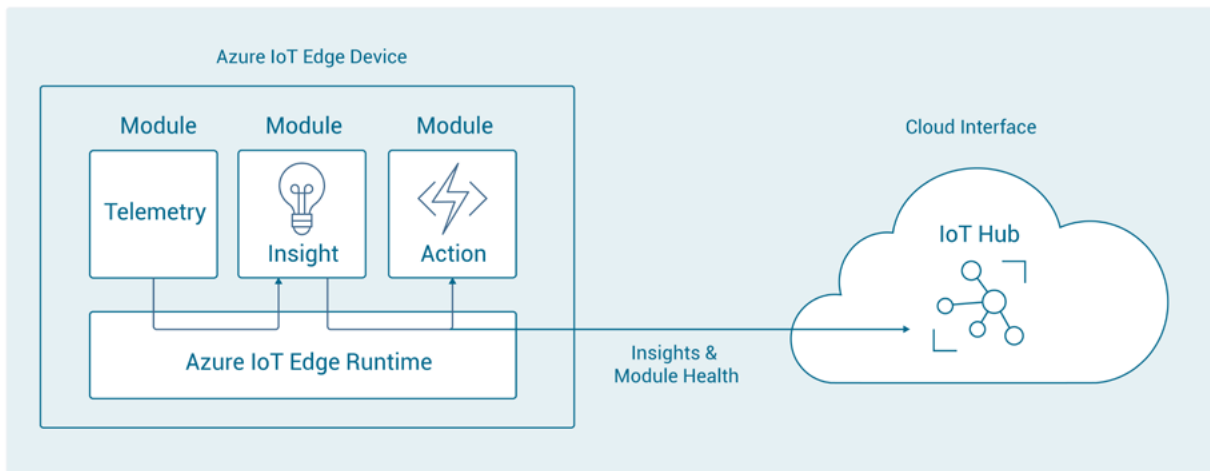 Azure IoT Edge Device
Module
Module
Module
Cloud Interface
Telemetry
Insight
Action
IoT Hub
Azure IoT Edge Runtime
Insights &
Module Health